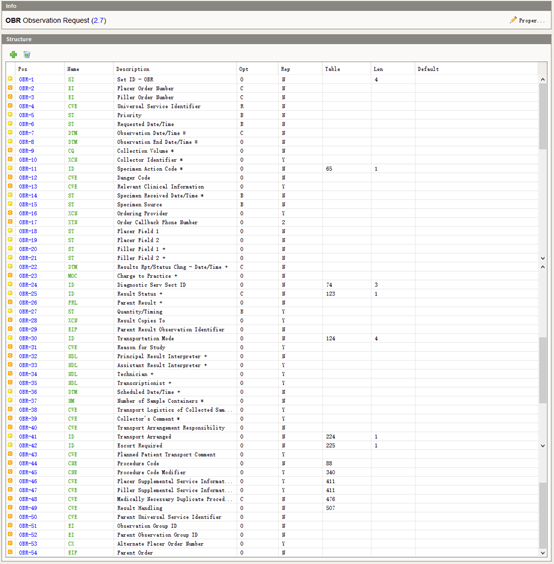 Info
OBR Observation Request (2.7) Proper...
Structure
Pos Name Description Opt Rep Table Len Default
OBR-1 SI Set ID - OBR O N 4
OBR-2 EI Placer Order Number C N
OBR-3 EI Filler Order Number C N
OBR-4 CWE Universal Service Identifier R N
OBR-5 ST Priority B N
OBR-6 ST Requested Date/Time B N
OBR-7 DTM Observation Date/Time # C N
OBR-8 DTM Observation End Date/Time # O N
OBR-9 CQ Collection Volume * O N
OBR-10 XCN Collector Identifier * O Y
OBR-11 ID Specimen Action Code * O N 65 1
OBR-12 CWE Danger Code O N
OBR-13 CWE Relevant Clinical Information O Y
OBR-14 ST Specimen Received Date/Time * B N
OBR-15 ST Specimen Source B N
OBR-16 XCN Ordering Provider O Y
OBR-17 XTN Order Callback Phone Number O 2
OBR-18 ST Placer Field 1 O N
OBR-19 ST Placer Field 2 O N
OBR-20 ST Filler Field 1 + O N
OBR-21 ST Filler Field 2 + O N
OBR-22 DTM Results Rpt/Status Chng - Date/Time + C N
OBR-23 MOC Charge to Practice + O N
OBR-24 ID Diagnostic Serv Sect ID O N 74 3
OBR-25 ID Result Status + C N 123 1
OBR-26 PRL Parent Result + O N
OBR-27 ST Quantity/Timing B Y
OBR-28 XCN Result Copies To O Y
OBR-29 EIP Parent Result Observation Identifier O N
OBR-30 ID Transportation Mode O N 124 4
OBR-31 CWE Reason for Study O Y
OBR-32 NDL Principal Result Interpreter + O N
OBR-33 NDL Assistant Result Interpreter + O Y
OBR-34 NDL Technician + O Y
OBR-35 NDL Transcriptionist + O Y
OBR-36 DTM Scheduled Date/Time + O N
OBR-37 NM Number of Sample Containers * O N
OBR-38 CWE Transport Logistics of Collected Sam... O Y
OBR-39 CWE Collector's Comment * O Y
OBR-40 CWE Transport Arrangement Responsibility O N
OBR-41 ID Transport Arranged O N 224 1
OBR-42 ID Escort Required O N 225 1
OBR-43 CWE Planned Patient Transport Comment O Y
OBR-44 CNE Procedure Code O N 88
OBR-45 CNE Procedure Code Modifier O Y 340
OBR-46 CWE Placer Supplemental Service Informat... O Y 411
OBR-47 CWE Filler Supplemental Service Informat... O Y 411
OBR-48 CWE Medically Necessary Duplicate Proced... O N 476
OBR-49 CWE Result Handling O N 507
OBR-50 CWE Parent Universal Service Identifier O N
OBR-51 EI Observation Group ID O N
OBR-52 EI Parent Observation Group ID O N
OBR-53 CX Alternate Placer Order Number O N
OBR-54 EIP Parent Order O N